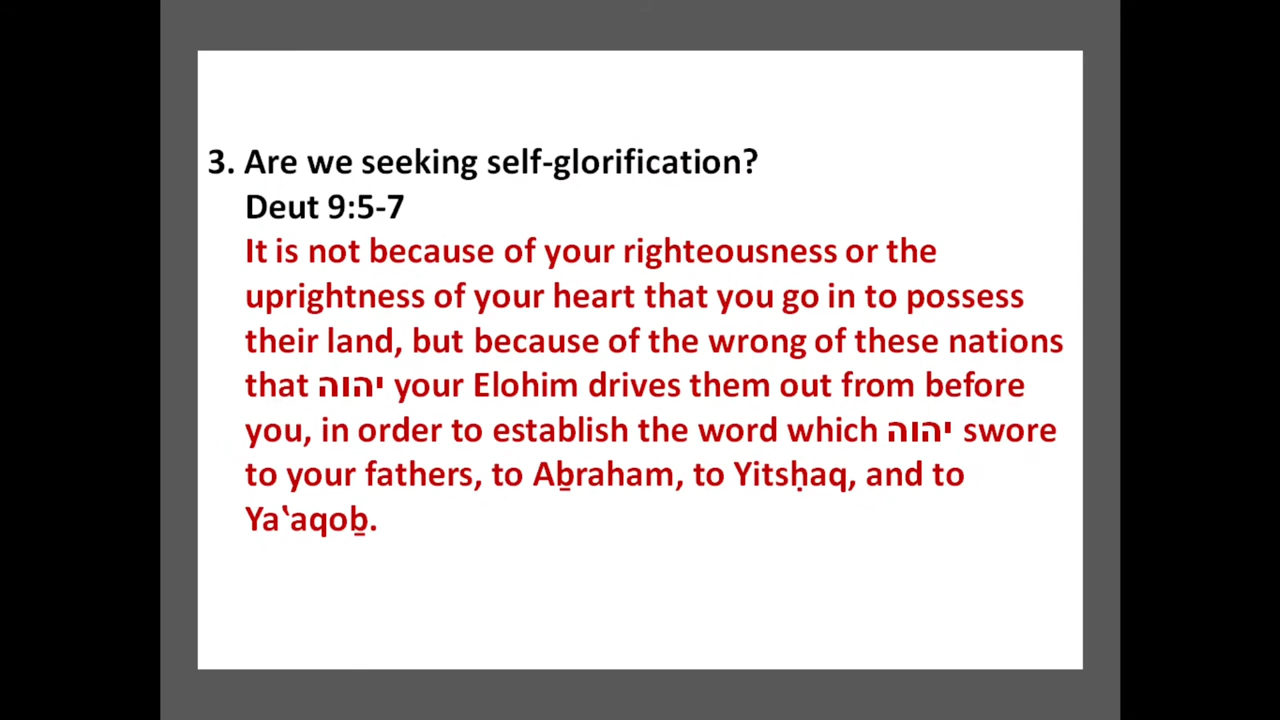 3. Are we seeking self-glorification?
Deut 9:5-7
It is not because of your righteousness or the
uprightness of your heart that you go in to possess
their land, but because of the wrong of these nations
that יהוה your Elohim drives them out from before
you, in order to establish the word which יהוה swore
to your fathers, to Aḇraham, to Yitsḥaq, and to
Yaʽaqoḇ.